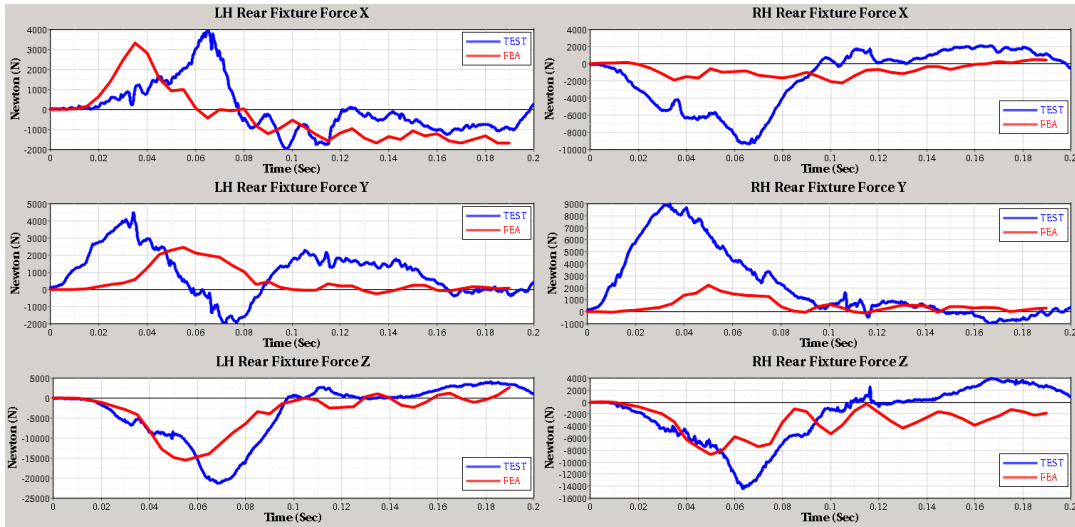 LH Rear Fixture Force X
Newton (N)
4000
3000
2000
1000
0
-1000
-2000
0 0.02 0.04 0.06 0.08 0.1 0.12 0.14 0.16 0.18 0.2
Time (Sec)
TEST
FEA
RH Rear Fixture Force X
Newton (N)
4000
2000
0
-2000
-4000
-6000
-8000
-10000
0 0.02 0.04 0.06 0.08 0.1 0.12 0.14 0.16 0.18 0.2
Time (Sec)
TEST
FEA
LH Rear Fixture Force Y
Newton (N)
5000
4000
3000
2000
1000
0
-1000
-2000
0 0.02 0.04 0.06 0.08 0.1 0.12 0.14 0.16 0.18 0.2
Time (Sec)
TEST
FEA
RH Rear Fixture Force Y
Newton (N)
9000
8000
7000
6000
5000
4000
3000
2000
1000
0
-1000
0 0.02 0.04 0.06 0.08 0.1 0.12 0.14 0.16 0.18 0.2
Time (Sec)
TEST
FEA
LH Rear Fixture Force Z
Newton (N)
5000
0
-5000
-10000
-15000
-20000
-25000
0 0.02 0.04 0.06 0.08 0.1 0.12 0.14 0.16 0.18 0.2
Time (Sec)
TEST
FEA
RH Rear Fixture Force Z
Newton (N)
4000
2000
0
-2000
-4000
-6000
-8000
-10000
-12000
-14000
-16000
0 0.02 0.04 0.06 0.08 0.1 0.12 0.14 0.16 0.18 0.2
Time (Sec)
TEST
FEA